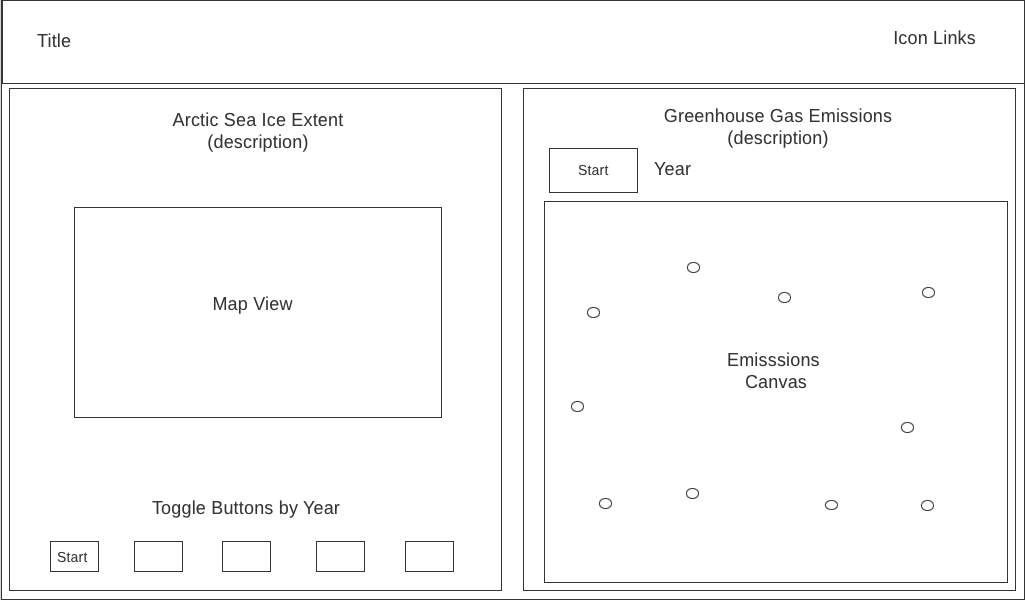 Title
Icon Links
Arctic Sea Ice Extent
(description)
Map View
Toggle Buttons by Year
Start
Greenhouse Gas Emissions
(description)
Start
Year
Emisssions
Canvas